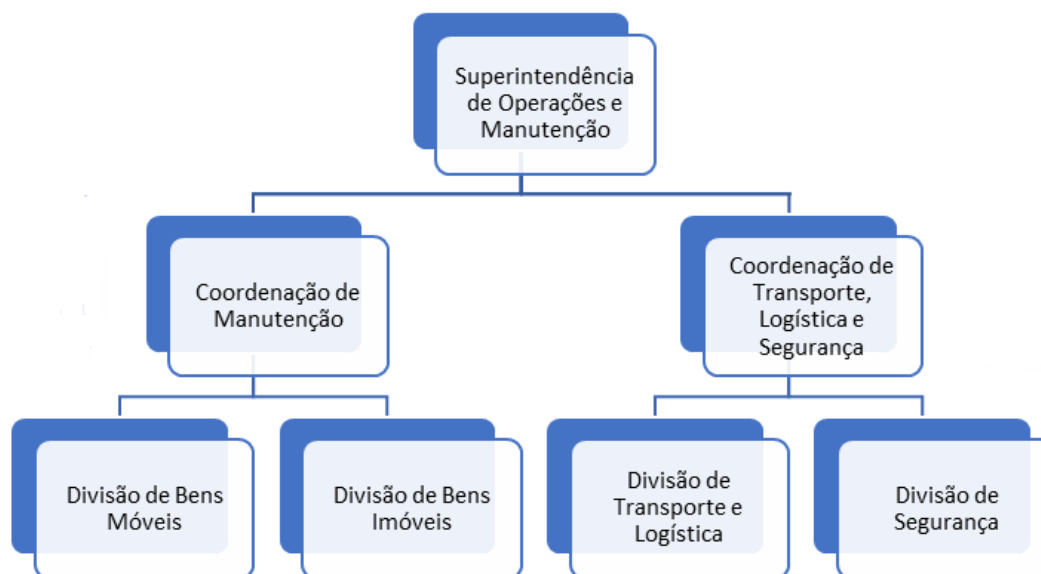 Superintendência
de Operações e
Manutenção
Coordenação de
Manutenção
Coordenação de
Transporte,
Logística e
Segurança
Divisão de Bens
Móveis
Divisão de Bens
Imóveis
Divisão de
Transporte e
Logística
Divisão de
Segurança